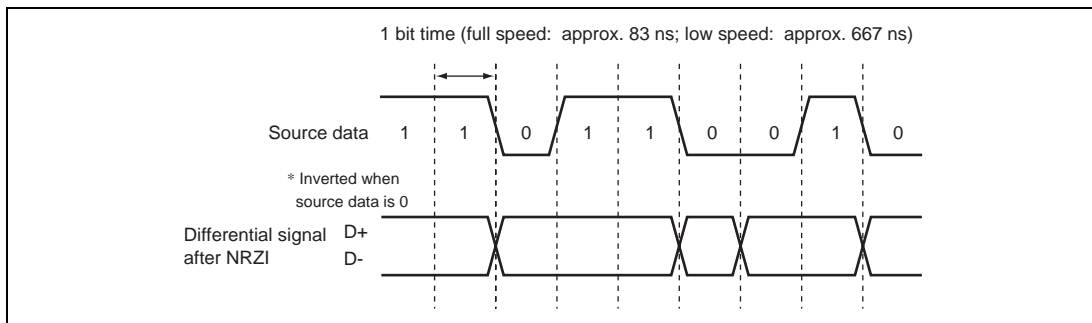 1 bit time (full speed: approx. 83 ns; low speed: approx. 667 ns)
Source data 1 1 0 1 1 0 0 1 0
* Inverted when
source data is 0
Differential signal D+
after NRZI D-